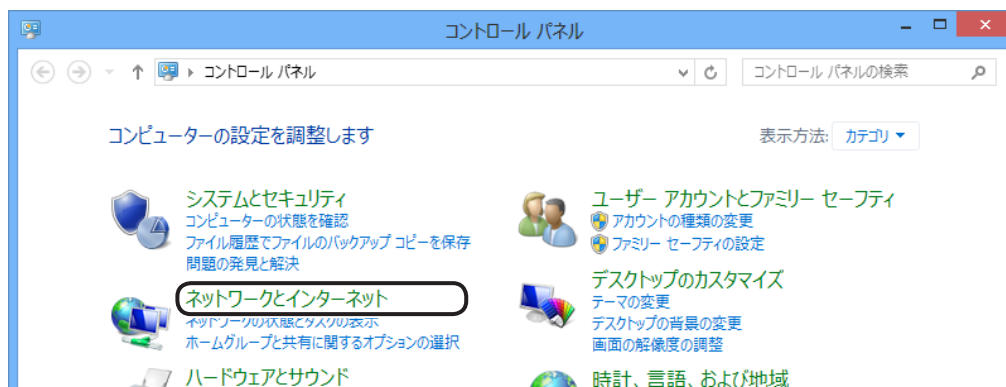 コントロール パネル
コントロール パネル
コントロール パネルの検索
コンピューターの設定を調整します
表示方法: カテゴリ
システムとセキュリティ
コンピューターの状態を確認
ファイル履歴でファイルのバックアップ コピーを保存
問題の発見と解決
ネットワークとインターネット
ネットワークの状態とタスクの表示
ホームグループと共有に関するオプションの選択
ハードウェアとサウンド
ユーザー アカウントとファミリー セーフティ
アカウントの種類の変更
ファミリー セーフティの設定
デスクトップのカスタマイズ
テーマの変更
デスクトップの背景の変更
画面の解像度の調整
時計、言語、および地域